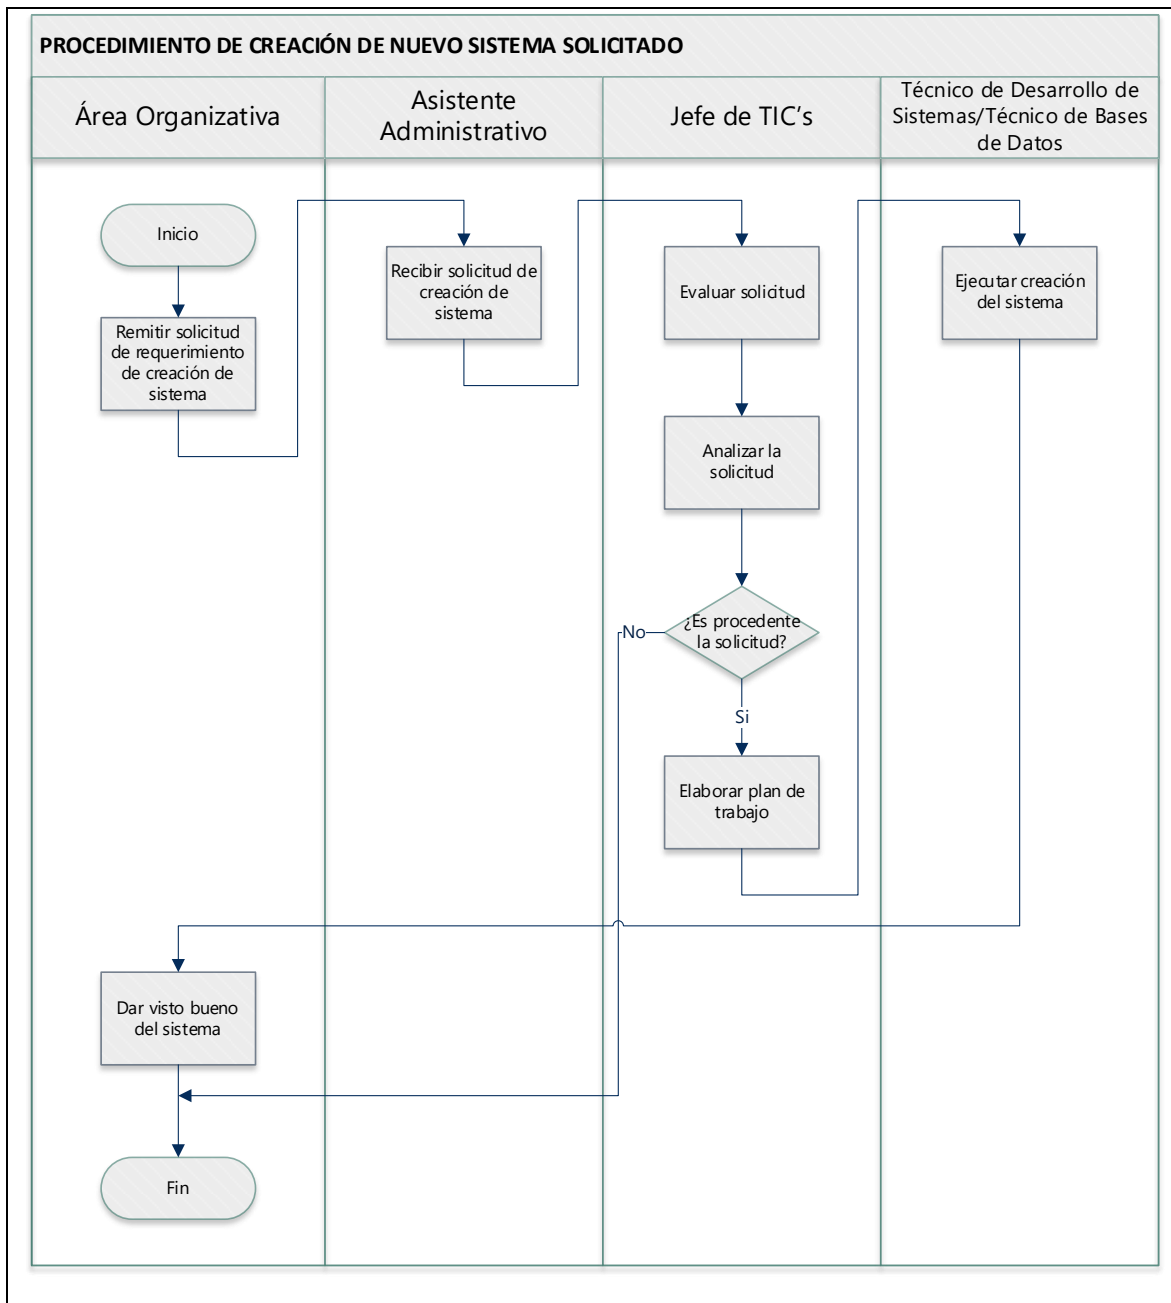 PROCEDIMIENTO DE CREACIÓN DE NUEVO SISTEMA SOLICITADO
Área Organizativa
Asistente
Administrativo
Jefe de TIC's
Técnico de Desarrollo de
Sistemas/Técnico de Bases
de Datos
Inicio
Remitir solicitud
de requerimiento
de creación de
sistema
Recibir solicitud de
creación de
sistema
Evaluar solicitud
Ejecutar creación
del sistema
Analizar la
solicitud
¿Es procedente
la solicitud?
No
Si
Elaborar plan de
trabajo
Dar visto bueno
del sistema
Fin